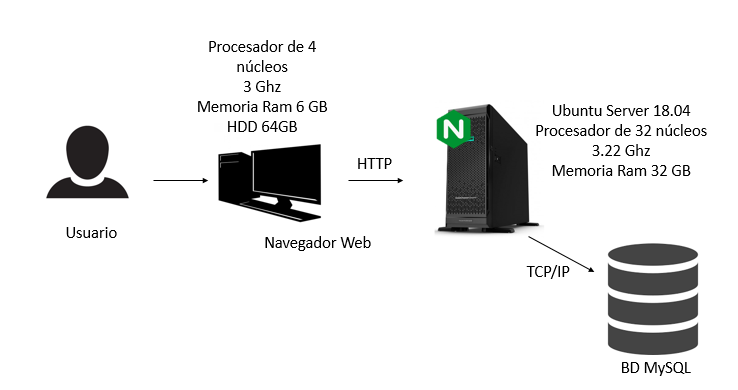 Procesador de 4
núcleos
3 Ghz
Memoria Ram 6 GB
HDD 64GB
Ubuntu Server 18.04
Procesador de 32 núcleos
3.22 Ghz
Memoria Ram 32 GB
N
HTTP
Usuario
Navegador Web
TCP/IP
BD MySQL